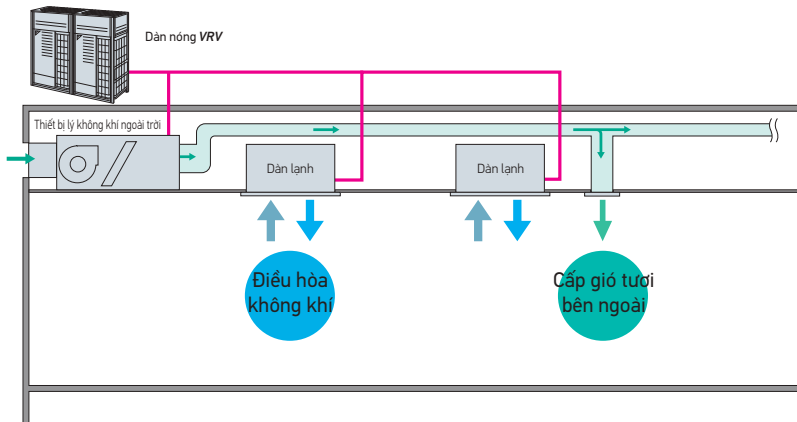 Dàn nóng VRV
Thiết bị lý không khí ngoài trời
Dàn lạnh
Dàn lạnh
Điều hòa
không khí
Cấp gió tươi
bên ngoài